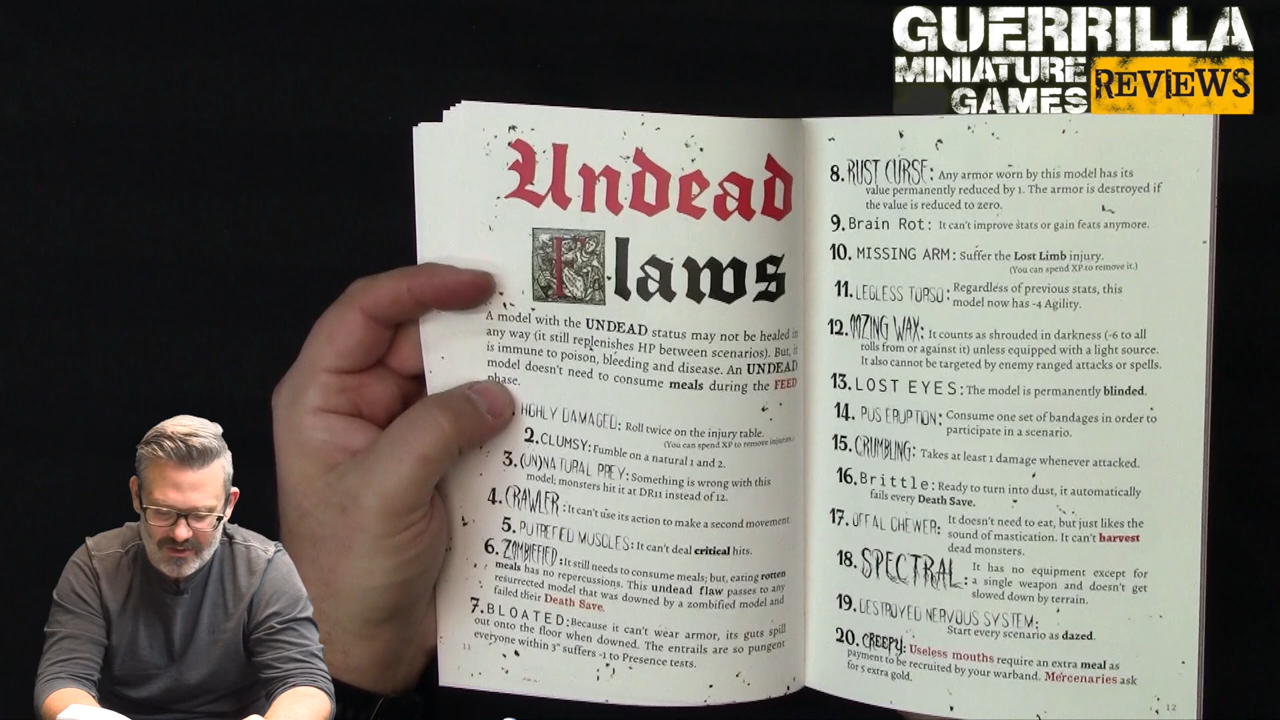 GUERRILLA
MINIATURE
GAMES
REVIEWS
Undead
Flaws
A model with the UNDEAD status may not be healed in
any way (it still replenishes HP between scenarios). But, it
is immune to poison, bleeding and disease. An UNDEAD
model doesn't need to consume meals during the FEED
phase.
HIGHLY DAMAGED: Roll twice on the injury table.
(You can spend XP to remove injuries.)
2. CLUMSY: Fumble on a natural 1 and 2.
3. (UN)NATURAL PREY: Something is wrong with this
model; monsters hit it at DR11 instead of 12.
4. CRAWLER: It can't use its action to make a second movement.
5. PUTREFIED MUSCLES: It can't deal critical hits.
6. ZOMBIEFIED: It still needs to consume meals; but, eating rotten
meals has no repercussions. This undead flaw passes to any
resurrected model that was downed by a zombified model and
failed their Death Save.
7. BLOATED: Because it can't wear armor, its guts spill
out onto the floor when downed. The entrails are so pungent
everyone within 3" suffers -1 to Presence tests.
11
8. RUST CURSE: Any armor worn by this model has its
value permanently reduced by 1. The armor is destroyed if
the value is reduced to zero.
9. Brain Rot: It can't improve stats or gain feats anymore.
10. MISSING ARM: Suffer the Lost Limb injury.
(You can spend XP to remove it.)
11. LEGLESS TORSO: Regardless of previous stats, this
model now has -4 Agility.
12. OOZING WAX: It counts as shrouded in darkness (-6 to all
rolls from or against it) unless equipped with a light source.
It also cannot be targeted by enemy ranged attacks or spells.
13. LOST EYES: The model is permanently blinded.
14. PUS ERUPTION: Consume one set of bandages in order to
participate in a scenario.
15. CRUMBLING: Takes at least 1 damage whenever attacked.
16. Brittle: Ready to turn into dust, it automatically
fails every Death Save.
17. OFFAL CHEWER: It doesn't need to eat, but just likes the
sound of mastication. It can't harvest
dead monsters.
18. SPECTRAL: It has no equipment except for
a single weapon and doesn't get
slowed down by terrain.
19. DESTROYED NERVOUS SYSTEM:
Start every scenario as dazed.
20. CREEPY: Useless mouths require an extra meal as
payment to be recruited by your warband. Mercenaries ask
for 5 extra gold.
12